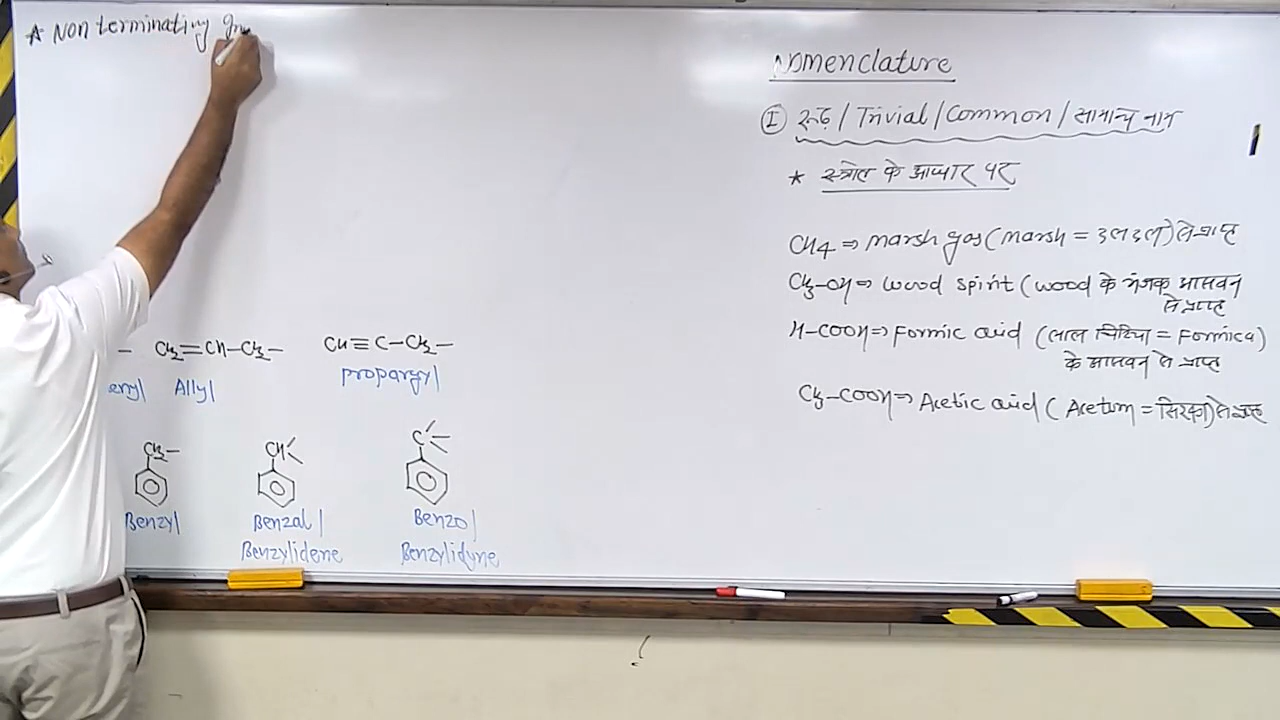 ★ Non terminating
CH2=CH-CH2-
CH≡C-CH2-
enyl
Allyl
propargyl
CH2-
CH
C
Benzyl
Benzal
Benzo
Benzylidene
Benzylidyne
Nomenclature
I रूढ़ / Trivial / Common / सामान्य नाम
★ स्त्रोत के आधार पर
CH4 ⇒ marsh gas (marsh = दलदल) से प्राप्त
CH3-OH ⇒ wood spirit (wood के भंजक आसवन
से प्राप्त
H-COOH ⇒ Formic acid (लाल चिटिया = Formica)
के आसवन से प्राप्त
CH3-COOH ⇒ Acetic acid (Acetum = सिरका) से प्राप्त